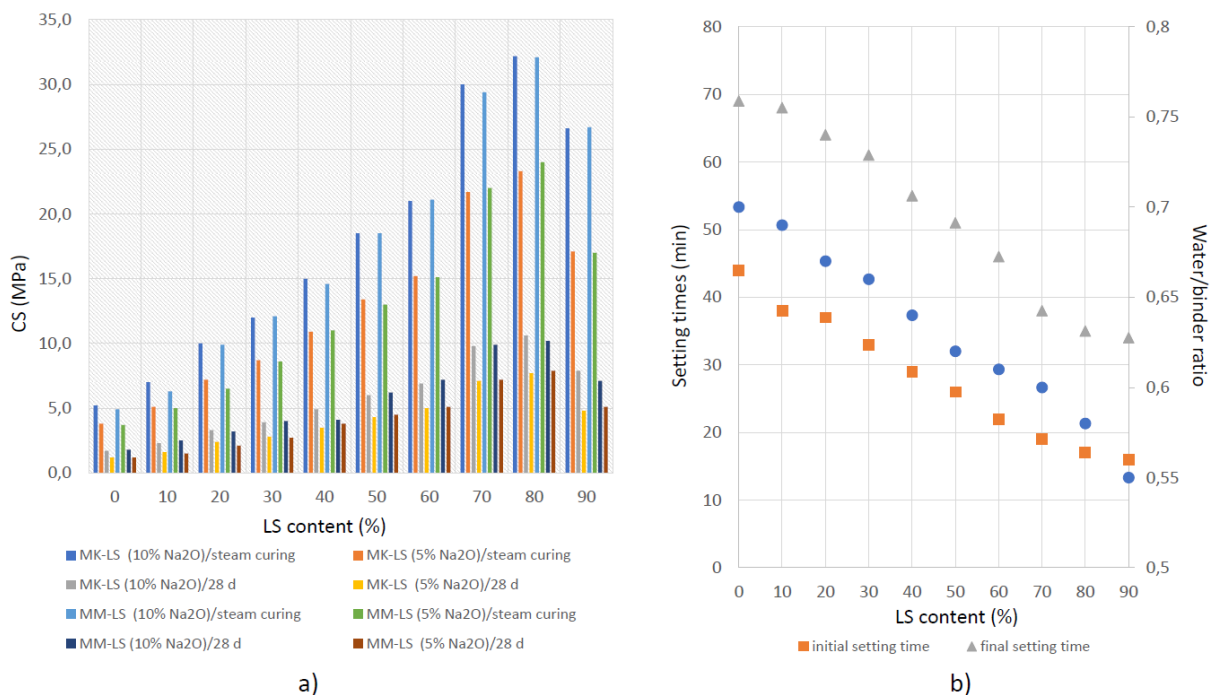 35,0
30,0
25,0
20,0
15,0
10,0
5,0
0,0
CS (MPa)
0 10 20 30 40 50 60 70 80 90
LS content (%)
MK-LS (10% Na2O)/steam curing MK-LS (5% Na2O)/steam curing
MK-LS (10% Na2O)/28 d MK-LS (5% Na2O)/28 d
MM-LS (10% Na2O)/steam curing MM-LS (5% Na2O)/steam curing
MM-LS (10% Na2O)/28 d MM-LS (5% Na2O)/28 d
a)
80
70
60
50
40
30
20
10
0
Setting times (min)
0,8
0,75
0,7
0,65
0,6
0,55
0,5
Water/binder ratio
0 10 20 30 40 50 60 70 80 90
LS content (%)
initial setting time final setting time
b)